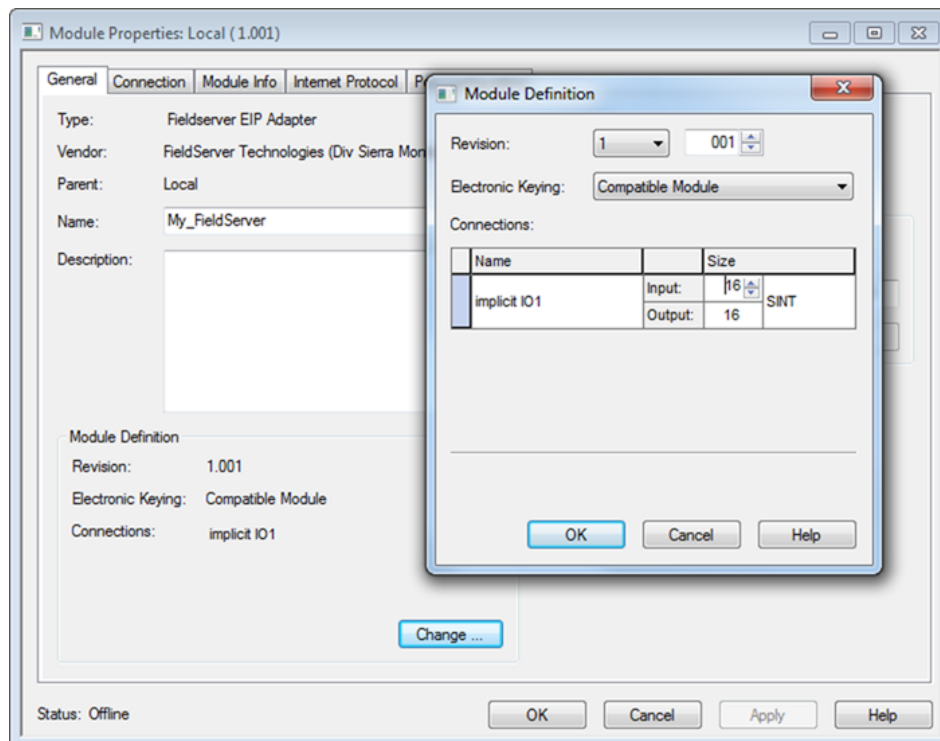 Module Properties: Local (1.001)
General Connection Module Info Internet Protocol
Type: Fieldserver EIP Adapter
Vendor: FieldServer Technologies (Div Sierra Mon
Parent: Local
Name: My_FieldServer
Description:
Module Definition
Revision: 1.001
Electronic Keying: Compatible Module
Connections: implicit IO1
Change ...
Status: Offline
OK Cancel Apply Help
Module Definition
Revision: 1 001
Electronic Keying: Compatible Module
Connections:
Name Size
implicit IO1 Input: 16 SINT
Output: 16
OK Cancel Help